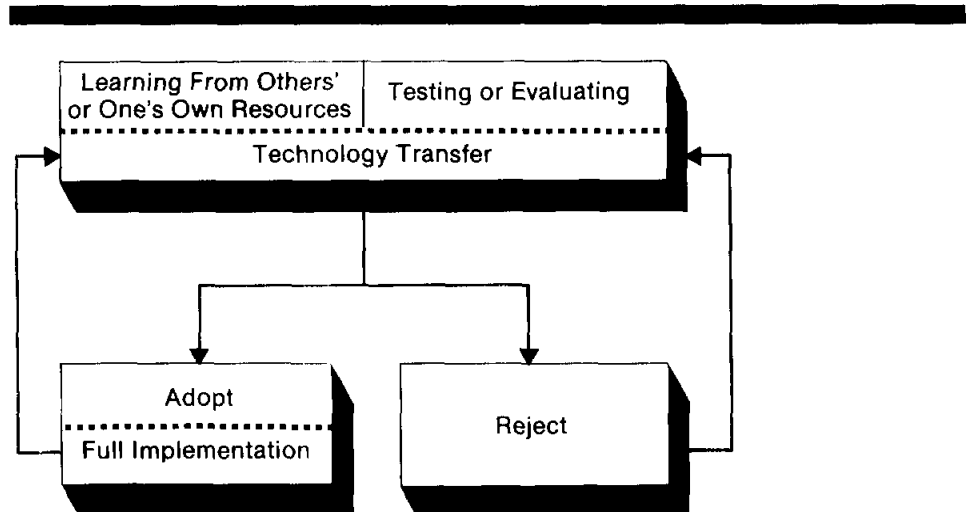 Learning From Others'
or One's Own Resources
Testing or Evaluating
Technology Transfer
Adopt
Full Implementation
Reject